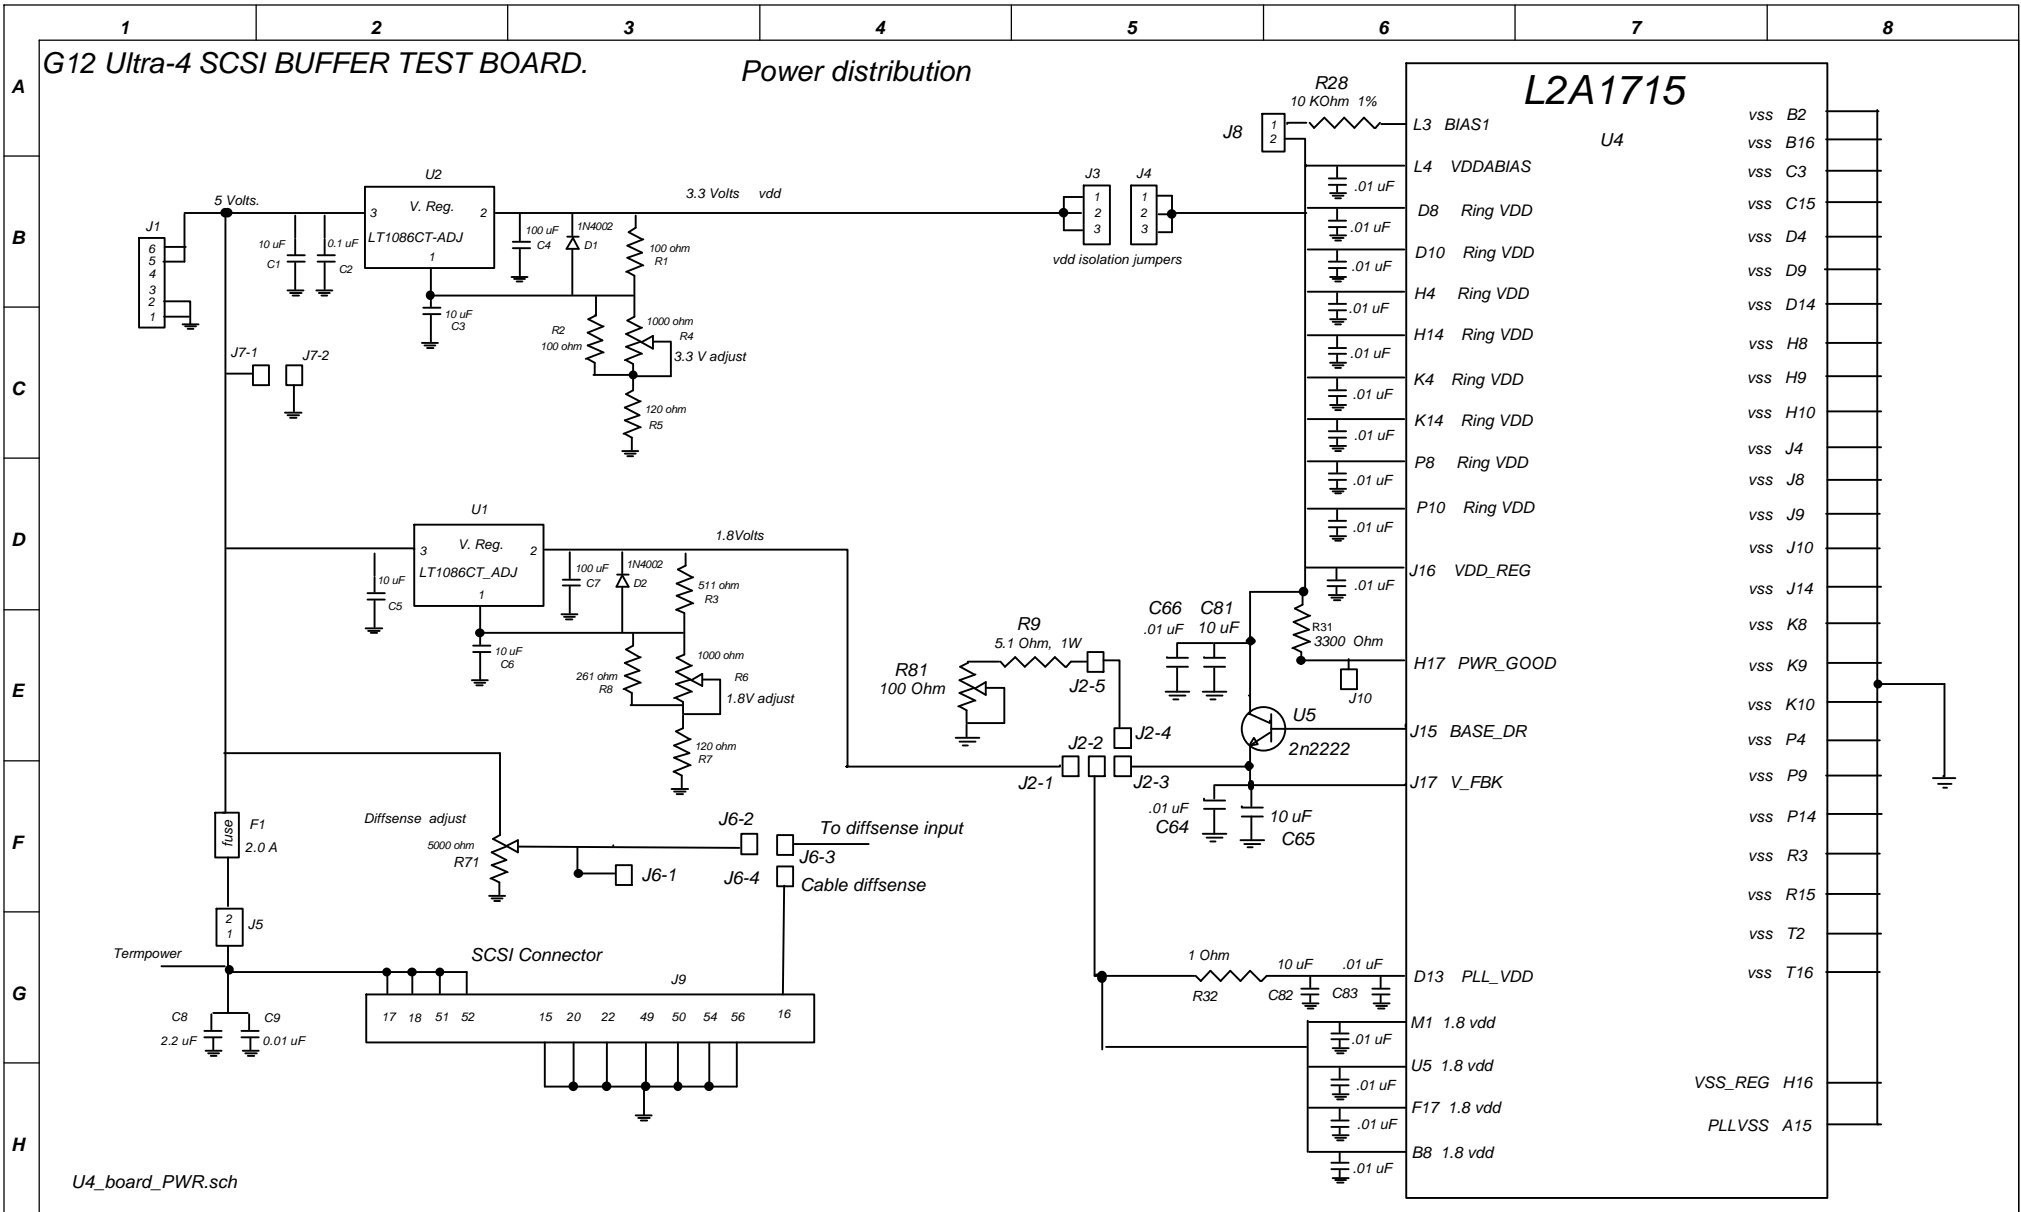 1 2 3 4 5 6 7 8
A
B
C
D
E
F
G
H
G12 Ultra-4 SCSI BUFFER TEST BOARD.
Power distribution
J1
6
5
4
3
2
1
5 Volts.
10 uF
C1
0.1 uF
C2
U2
3 V. Reg. 2
LT1086CT-ADJ
1
10 uF
C3
100 uF
C4
1N4002
D1
100 ohm
R1
3.3 Volts vdd
R2
100 ohm
1000 ohm
R4
3.3 V adjust
120 ohm
R5
J3
1
2
3
J4
1
2
3
vdd isolation jumpers
J7-1
J7-2
U1
3 V. Reg. 2
LT1086CT_ADJ
1
10 uF
C5
10 uF
C6
100 uF
C7
1N4002
D2
511 ohm
R3
1.8Volts
261 ohm
R8
1000 ohm
R6
1.8V adjust
120 ohm
R7
fuse
F1
2.0 A
2
1
J5
Termpower
C8
2.2 uF
C9
0.01 uF
Diffsense adjust
5000 ohm
R71
J6-2
J6-1
J6-3
J6-4
To diffsense input
Cable diffsense
SCSI Connector
J9
17 18 51 52 15 20 22 49 50 54 56 16
R81
100 Ohm
R9
5.1 Ohm, 1W
J2-5
J2-4
J2-2
J2-1
J2-3
C66
.01 uF
C81
10 uF
R31
3300 Ohm
J10
U5
2n2222
.01 uF
C64
10 uF
C65
1 Ohm
R32
10 uF
C82
.01 uF
C83
J8
1
2
R28
10 KOhm 1%
L2A1715
U4
L3 BIAS1
L4 VDDABIAS
.01 uF
D8 Ring VDD
.01 uF
D10 Ring VDD
.01 uF
H4 Ring VDD
.01 uF
H14 Ring VDD
.01 uF
K4 Ring VDD
.01 uF
K14 Ring VDD
.01 uF
P8 Ring VDD
.01 uF
P10 Ring VDD
.01 uF
J16 VDD_REG
.01 uF
H17 PWR_GOOD
J15 BASE_DR
J17 V_FBK
D13 PLL_VDD
M1 1.8 vdd
.01 uF
U5 1.8 vdd
.01 uF
F17 1.8 vdd
.01 uF
B8 1.8 vdd
.01 uF
vss B2
vss B16
vss C3
vss C15
vss D4
vss D9
vss D14
vss H8
vss H9
vss H10
vss J4
vss J8
vss J9
vss J10
vss J14
vss K8
vss K9
vss K10
vss P4
vss P9
vss P14
vss R3
vss R15
vss T2
vss T16
VSS_REG H16
PLLVSS A15
U4_board_PWR.sch